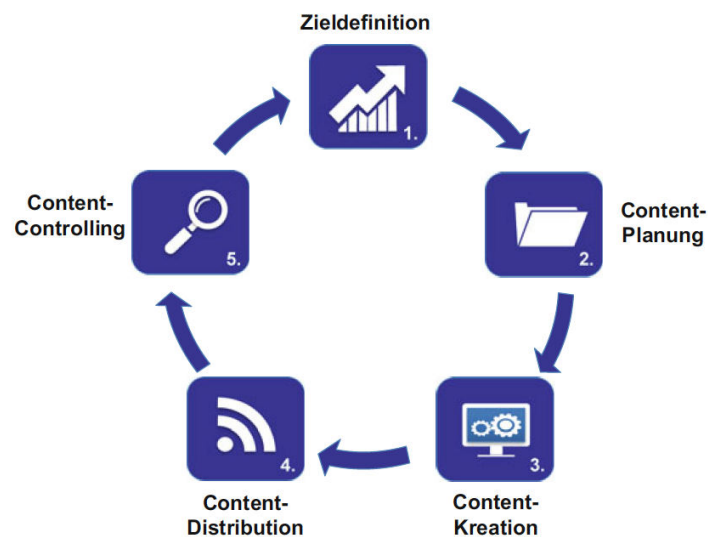 Zieldefinition
1.
Content-
Planung
2.
3.
Content-
Kreation
4.
Content-
Distribution
Content-
Controlling
5.